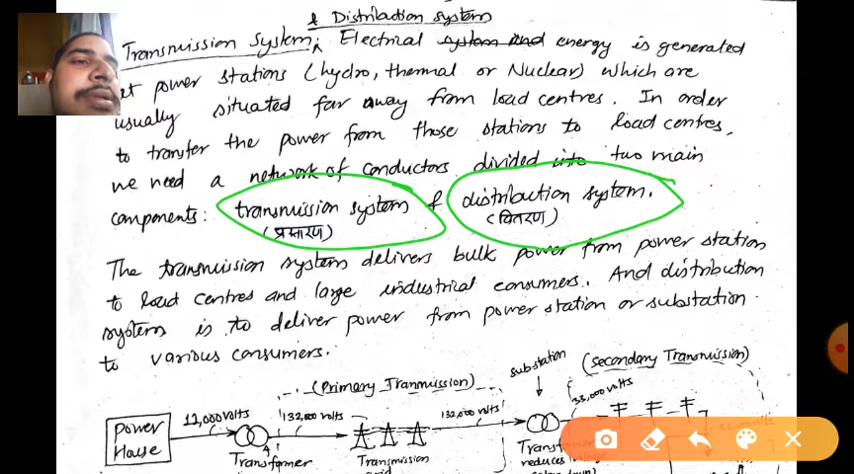 & Distribution system
Transmission System: Electrical system and energy is generated
at power stations (hydro, thermal or Nuclear) which are
usually situated far away from load centres. In order
to transfer the power from those stations to load centres,
we need a network of conductors divided into two main
components: transmission system & distribution system.
(प्रसारण) (वितरण)
The transmission system delivers bulk power from power station
to load centres and large industrial consumers. And distribution
system is to deliver power from power station or substation
to various consumers.
substation (Secondary Transmission)
(Primary Tranmission) 33,000 volts
11,000 volts 132,000 volts 132,000 volts
Power
House
Transformer Transmission reduces